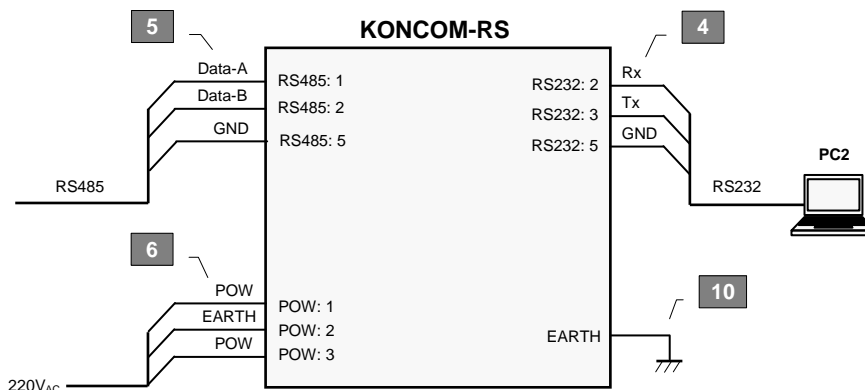 KONCOM-RS
5
4
Data-A
RS485: 1
Data-B
RS485: 2
GND
RS485: 5
RS485
RS232: 2
Rx
RS232: 3
Tx
RS232: 5
GND
RS232
PC2
6
POW
POW: 1
EARTH
POW: 2
POW
POW: 3
220VAC
10
EARTH